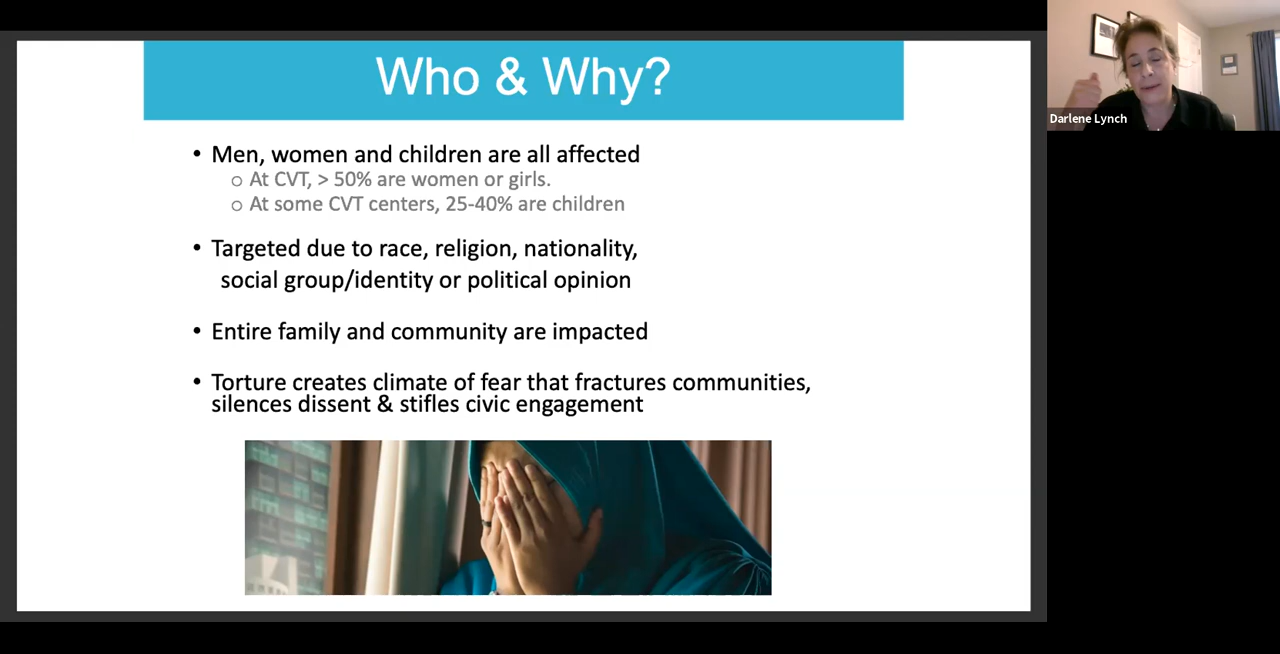 Who & Why?
• Men, women and children are all affected
o At CVT, > 50% are women or girls.
o At some CVT centers, 25-40% are children
• Targeted due to race, religion, nationality,
social group/identity or political opinion
• Entire family and community are impacted
• Torture creates climate of fear that fractures communities,
silences dissent & stifles civic engagement
Darlene Lynch